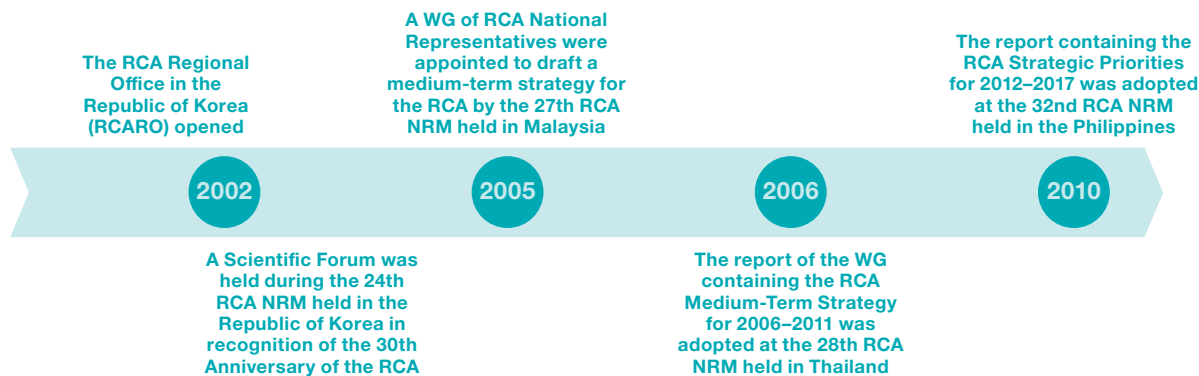 The RCA Regional
Office in the
Republic of Korea
(RCARO) opened
A WG of RCA National
Representatives were
appointed to draft a
medium-term strategy for
the RCA by the 27th RCA
NRM held in Malaysia
The report containing the
RCA Strategic Priorities
for 2012–2017 was adopted
at the 32nd RCA NRM
held in the Philippines
2002
2005
2006
2010
A Scientific Forum was
held during the 24th
RCA NRM held in the
Republic of Korea in
recognition of the 30th
Anniversary of the RCA
The report of the WG
containing the RCA
Medium-Term Strategy
for 2006–2011 was
adopted at the 28th RCA
NRM held in Thailand